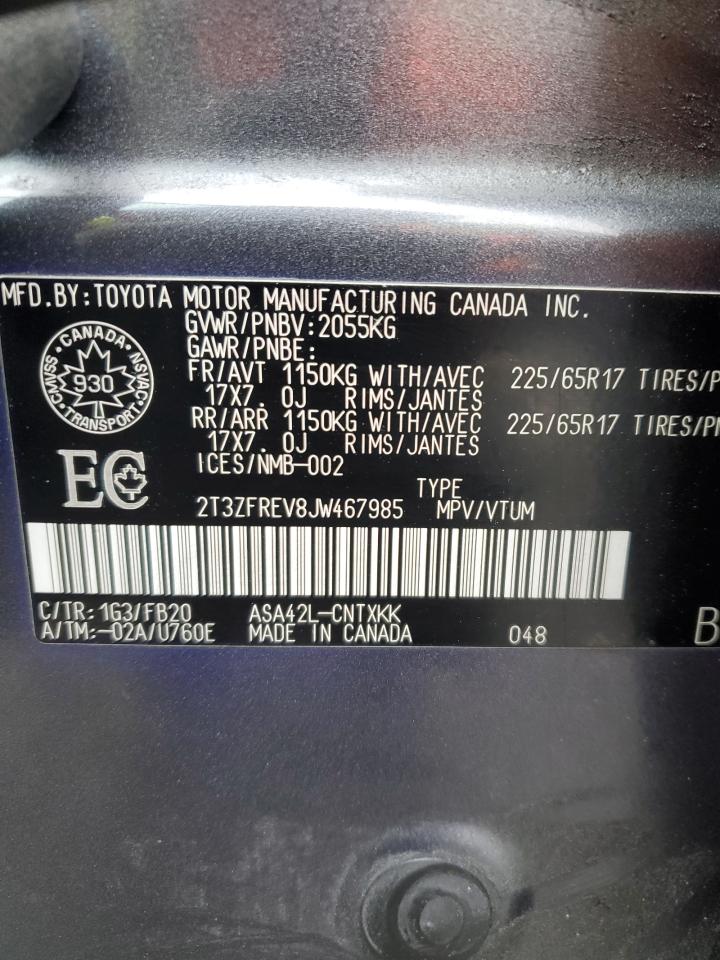 MFD.BY:TOYOTA MOTOR MANUFACTURING CANADA INC.
GVWR/PNBV:2055KG
GAWR/PNBE:
FR/AVT 1150KG WITH/AVEC 225/65R17 TIRES/P
17X7.0J RIMS/JANTES
RR/ARR 1150KG WITH/AVEC 225/65R17 TIRES/PN
17X7.0J RIMS/JANTES
ICES/NMB-002
CANADA
CMVSS 930 NSVAC
TRANSPORT
EC
TYPE
2T3ZFREV8JW467985 MPV/VTUM
C/TR:1G3/FB20 ASA42L-CNTXKK
A/TM:-02A/U760E MADE IN CANADA 048 B